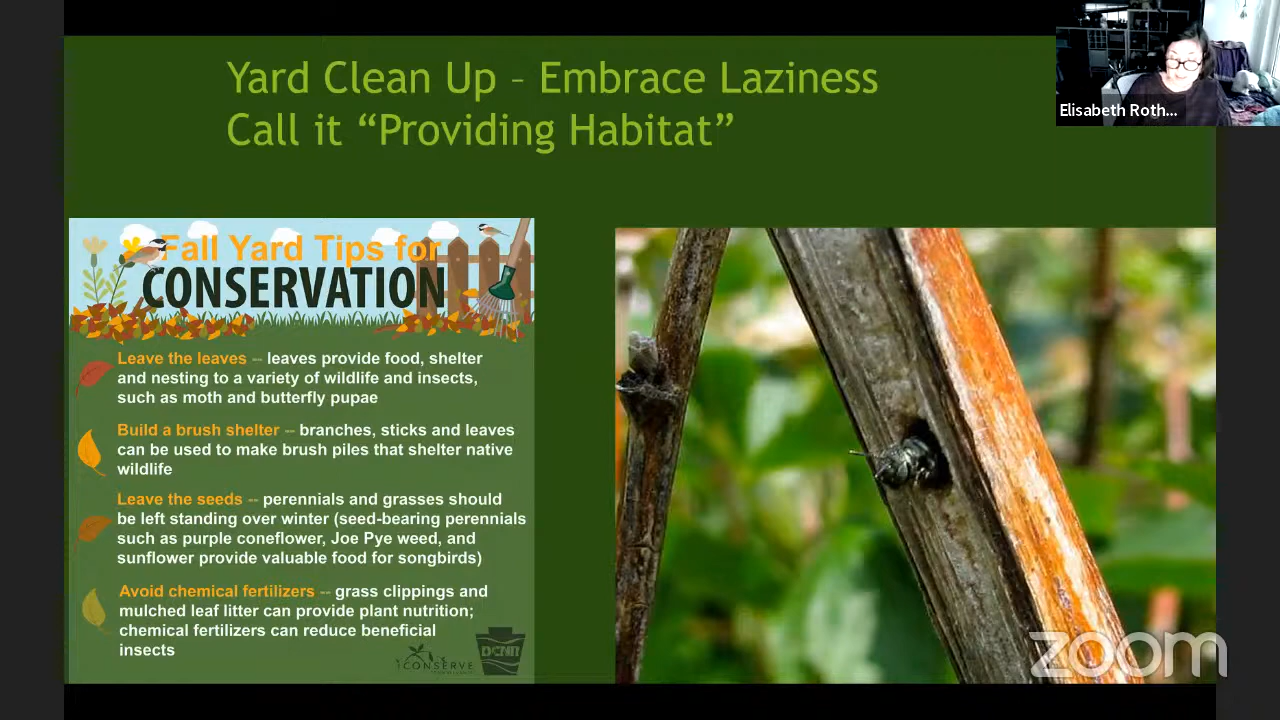 Yard Clean Up – Embrace Laziness
Call it “Providing Habitat”
Elisabeth Roth...
Fall Yard Tips for
CONSERVATION
Leave the leaves -- leaves provide food, shelter
and nesting to a variety of wildlife and insects,
such as moth and butterfly pupae
Build a brush shelter -- branches, sticks and leaves
can be used to make brush piles that shelter native
wildlife
Leave the seeds -- perennials and grasses should
be left standing over winter (seed-bearing perennials
such as purple coneflower, Joe Pye weed, and
sunflower provide valuable food for songbirds)
Avoid chemical fertilizers -- grass clippings and
mulched leaf litter can provide plant nutrition;
chemical fertilizers can reduce beneficial
insects
CONSERVE
DCNR
zoom